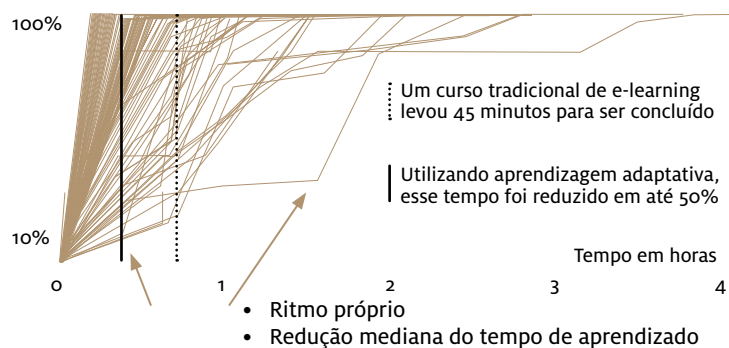 100%
Um curso tradicional de e-learning
levou 45 minutos para ser concluído
Utilizando aprendizagem adaptativa,
esse tempo foi reduzido em até 50%
10%
Tempo em horas
0 1 2 3 4
• Ritmo próprio
• Redução mediana do tempo de aprendizado